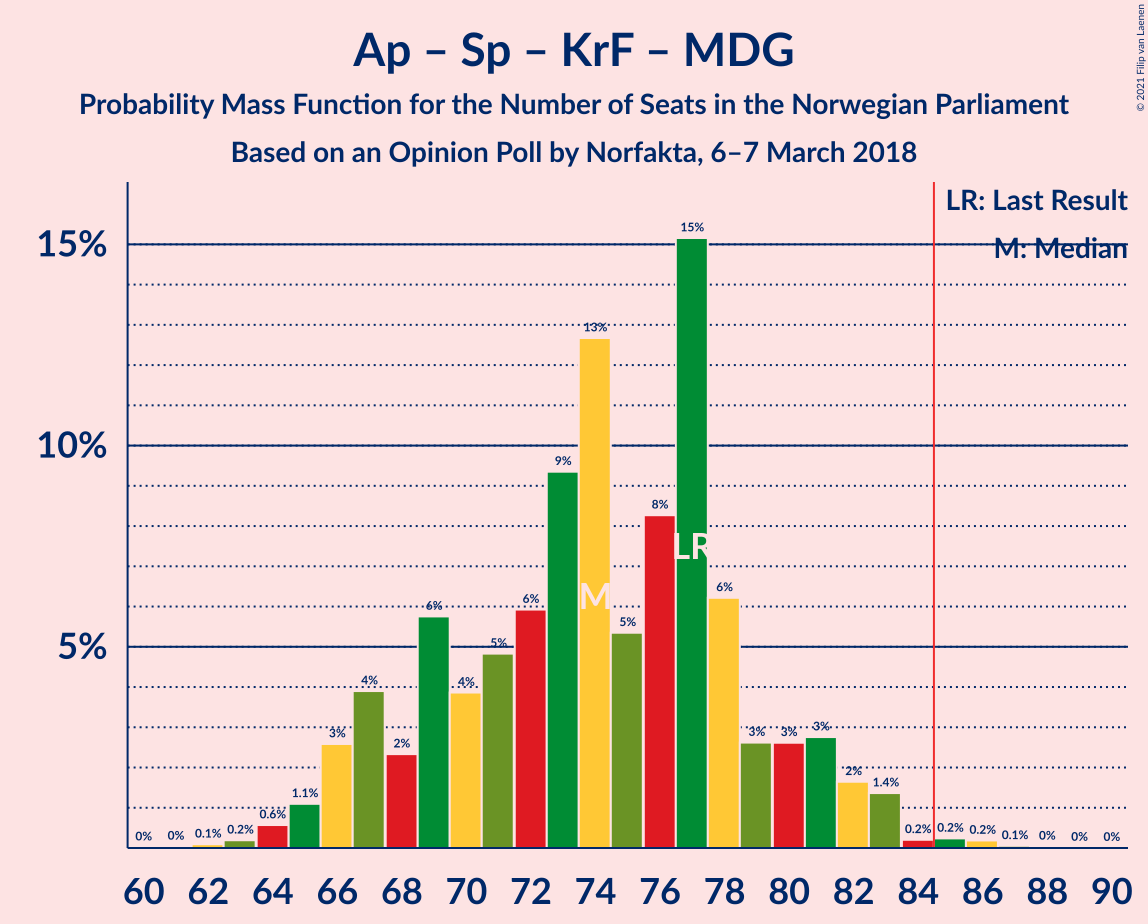 Ap – Sp – KrF – MDG
Probability Mass Function for the Number of Seats in the Norwegian Parliament
Based on an Opinion Poll by Norfakta, 6–7 March 2018
© 2021 Filip van Laenen
LR: Last Result
M: Median
15%
10%
5%
0% 0% 0.1% 0.2% 0.6% 1.1% 3% 4% 2% 6% 4% 5% 6% 9% 13% 5% 8% 15% 6% 3% 3% 3% 2% 1.4% 0.2% 0.2% 0.2% 0.1% 0% 0% 0%
LR
M
60 62 64 66 68 70 72 74 76 78 80 82 84 86 88 90